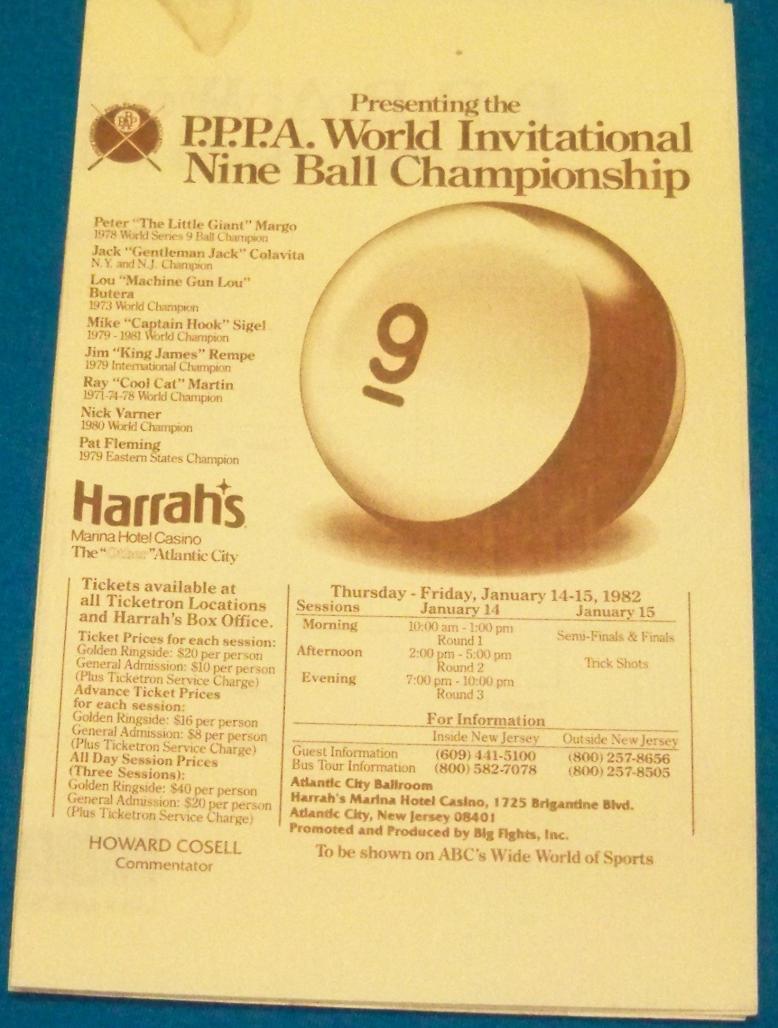 Presenting the
P.P.P.A. World Invitational
Nine Ball Championship
Peter "The Little Giant" Margo
1978 World Series 9 Ball Champion
Jack "Gentleman Jack" Colavita
N.Y. and N.J. Champion
Lou "Machine Gun Lou"
Butera
1973 World Champion
Mike "Captain Hook" Sigel
1979 - 1981 World Champion
Jim "King James" Rempe
1979 International Champion
Ray "Cool Cat" Martin
1971-74-78 World Champion
Nick Varner
1980 World Champion
Pat Fleming
1979 Eastern States Champion
9
Harrah's
Marina Hotel Casino
The "Other" Atlantic City
Tickets available at
all Ticketron Locations
and Harrah's Box Office.
Ticket Prices for each session:
Golden Ringside: $20 per person
General Admission: $10 per person
(Plus Ticketron Service Charge)
Advance Ticket Prices
for each session:
Golden Ringside: $16 per person
General Admission: $8 per person
(Plus Ticketron Service Charge)
All Day Session Prices
(Three Sessions):
Golden Ringside: $40 per person
General Admission: $20 per person
(Plus Ticketron Service Charge)
HOWARD COSELL
Commentator
Thursday - Friday, January 14-15, 1982
Sessions January 14 January 15
Morning 10:00 am - 1:00 pm Semi-Finals & Finals
Round 1
Afternoon 2:00 pm - 5:00 pm Trick Shots
Round 2
Evening 7:00 pm - 10:00 pm
Round 3
For Information
Inside New Jersey Outside New Jersey
Guest Information (609) 441-5100 (800) 257-8656
Bus Tour Information (800) 582-7078 (800) 257-8505
Atlantic City Ballroom
Harrah's Marina Hotel Casino, 1725 Brigantine Blvd.
Atlantic City, New Jersey 08401
Promoted and Produced by Big Fights, Inc.
To be shown on ABC's Wide World of Sports